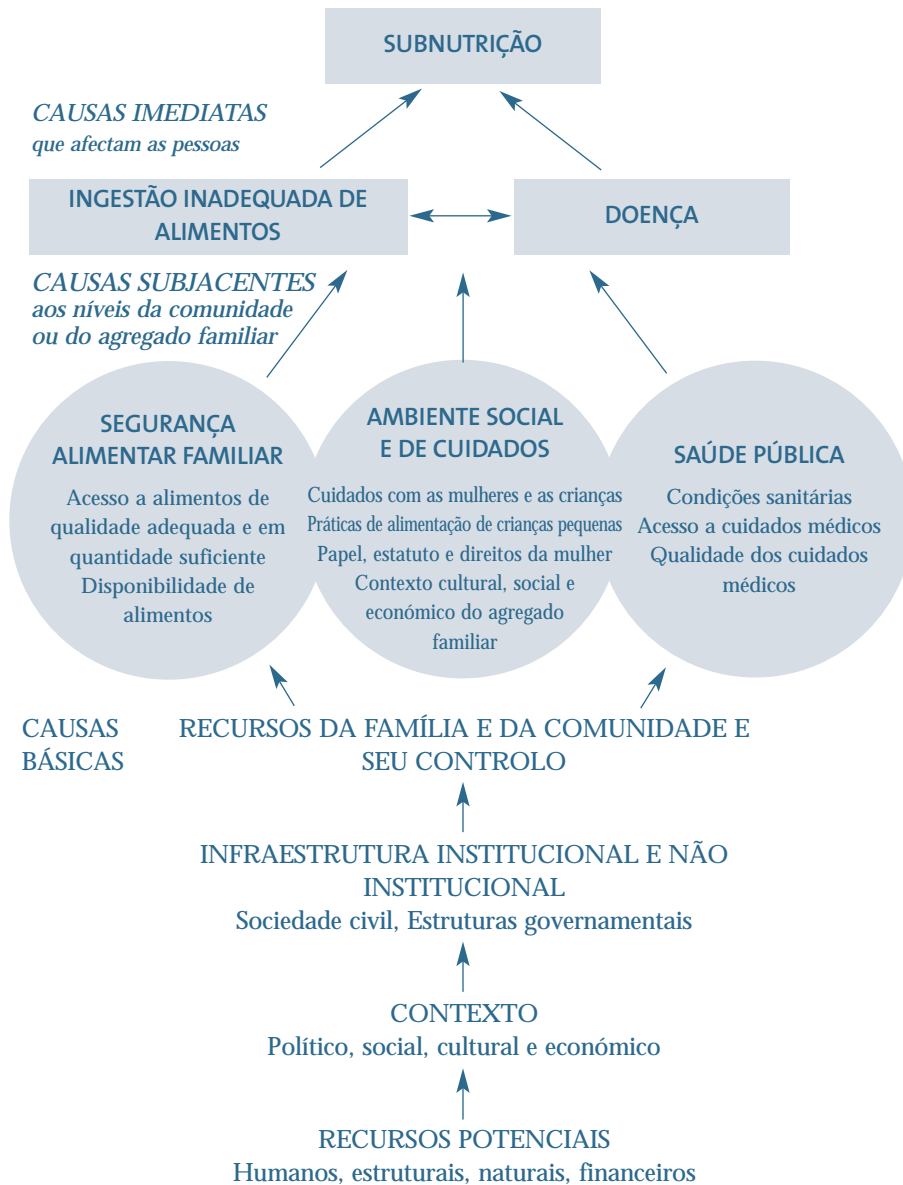 SUBNUTRIÇÃO
CAUSAS IMEDIATAS
que afectam as pessoas
INGESTÃO INADEQUADA DE
ALIMENTOS
DOENÇA
CAUSAS SUBJACENTES
aos níveis da comunidade
ou do agregado familiar
SEGURANÇA
ALIMENTAR FAMILIAR
Acesso a alimentos de
qualidade adequada e em
quantidade suficiente
Disponibilidade de
alimentos
AMBIENTE SOCIAL
E DE CUIDADOS
Cuidados com as mulheres e as crianças
Práticas de alimentação de crianças pequenas
Papel, estatuto e direitos da mulher
Contexto cultural, social e
económico do agregado
familiar
SAÚDE PÚBLICA
Condições sanitárias
Acesso a cuidados médicos
Qualidade dos cuidados
médicos
CAUSAS
BÁSICAS
RECURSOS DA FAMÍLIA E DA COMUNIDADE E
SEU CONTROLO
INFRAESTRUTURA INSTITUCIONAL E NÃO
INSTITUCIONAL
Sociedade civil, Estruturas governamentais
CONTEXTO
Político, social, cultural e económico
RECURSOS POTENCIAIS
Humanos, estruturais, naturais, financeiros